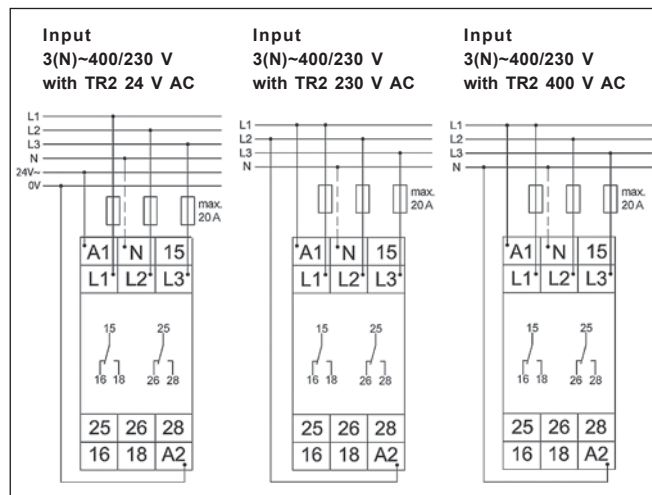 Input
3(N)~400/230 V
with TR2 24 V AC
L1
L2
L3
N
24V~
0V
max.
20 A
A1 N 15
L1 L2 L3
15 25
16 18 26 28
25 26 28
16 18 A2
Input
3(N)~400/230 V
with TR2 230 V AC
L1
L2
L3
N
max.
20 A
A1 N 15
L1 L2 L3
15 25
16 18 26 28
25 26 28
16 18 A2
Input
3(N)~400/230 V
with TR2 400 V AC
L1
L2
L3
N
max.
20 A
A1 N 15
L1 L2 L3
15 25
16 18 26 28
25 26 28
16 18 A2